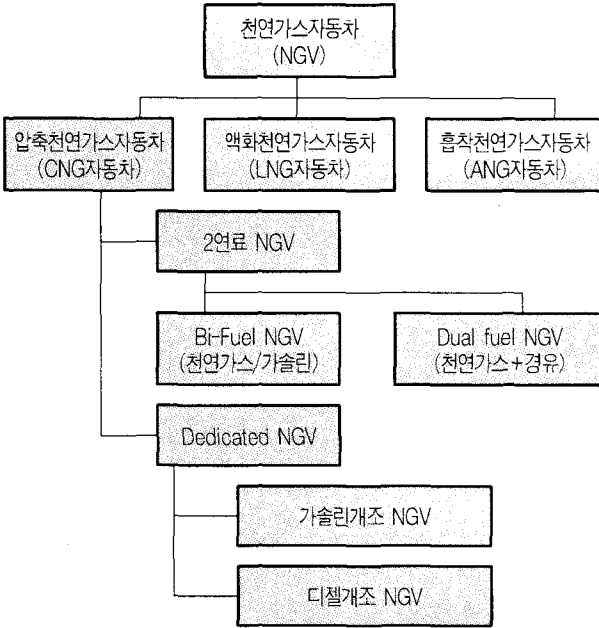 천연가스자동차
(NGV)
압축천연가스자동차
(CNG자동차)
액화천연가스자동차
(LNG자동차)
흡착천연가스자동차
(ANG자동차)
2연료 NGV
Bi-Fuel NGV
(천연가스/가솔린)
Dual fuel NGV
(천연가스+경유)
Dedicated NGV
가솔린개조 NGV
디젤개조 NGV